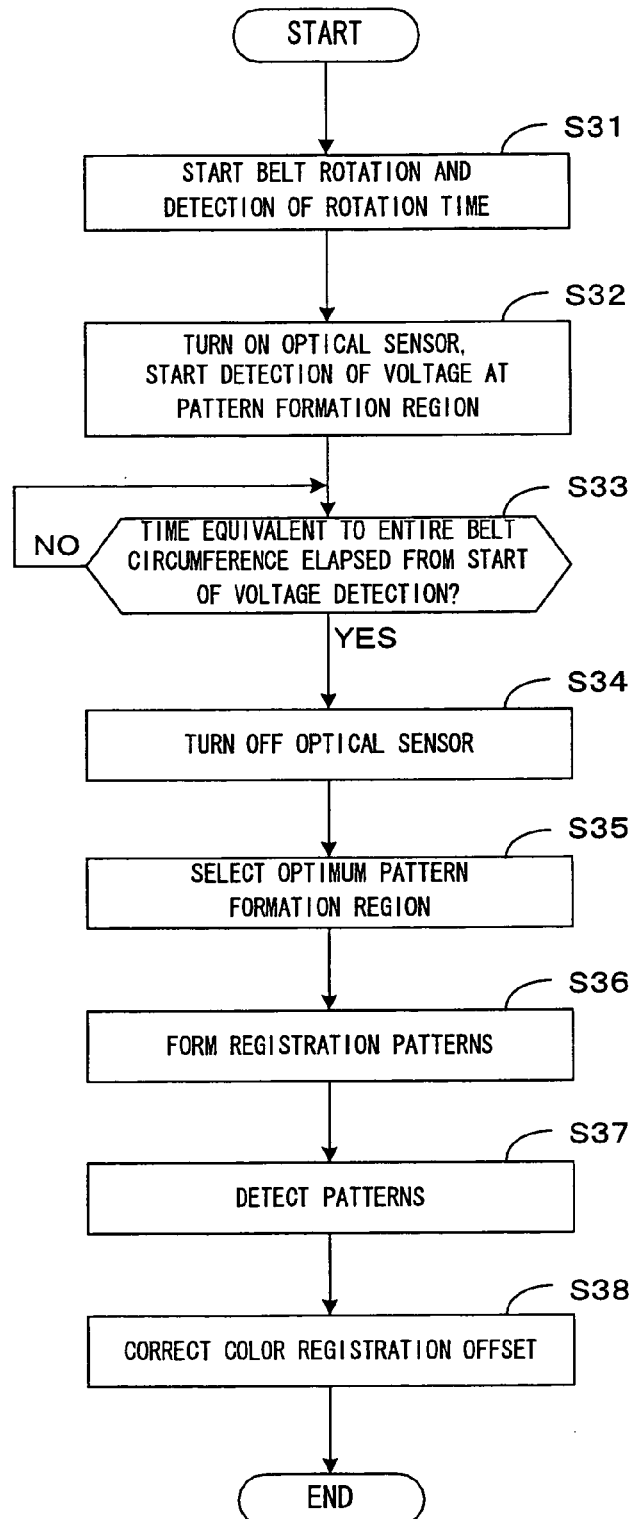 START
S31
START BELT ROTATION AND
DETECTION OF ROTATION TIME
S32
TURN ON OPTICAL SENSOR,
START DETECTION OF VOLTAGE AT
PATTERN FORMATION REGION
S33
TIME EQUIVALENT TO ENTIRE BELT
CIRCUMFERENCE ELAPSED FROM START
OF VOLTAGE DETECTION?
NO
YES
S34
TURN OFF OPTICAL SENSOR
S35
SELECT OPTIMUM PATTERN
FORMATION REGION
S36
FORM REGISTRATION PATTERNS
S37
DETECT PATTERNS
S38
CORRECT COLOR REGISTRATION OFFSET
END